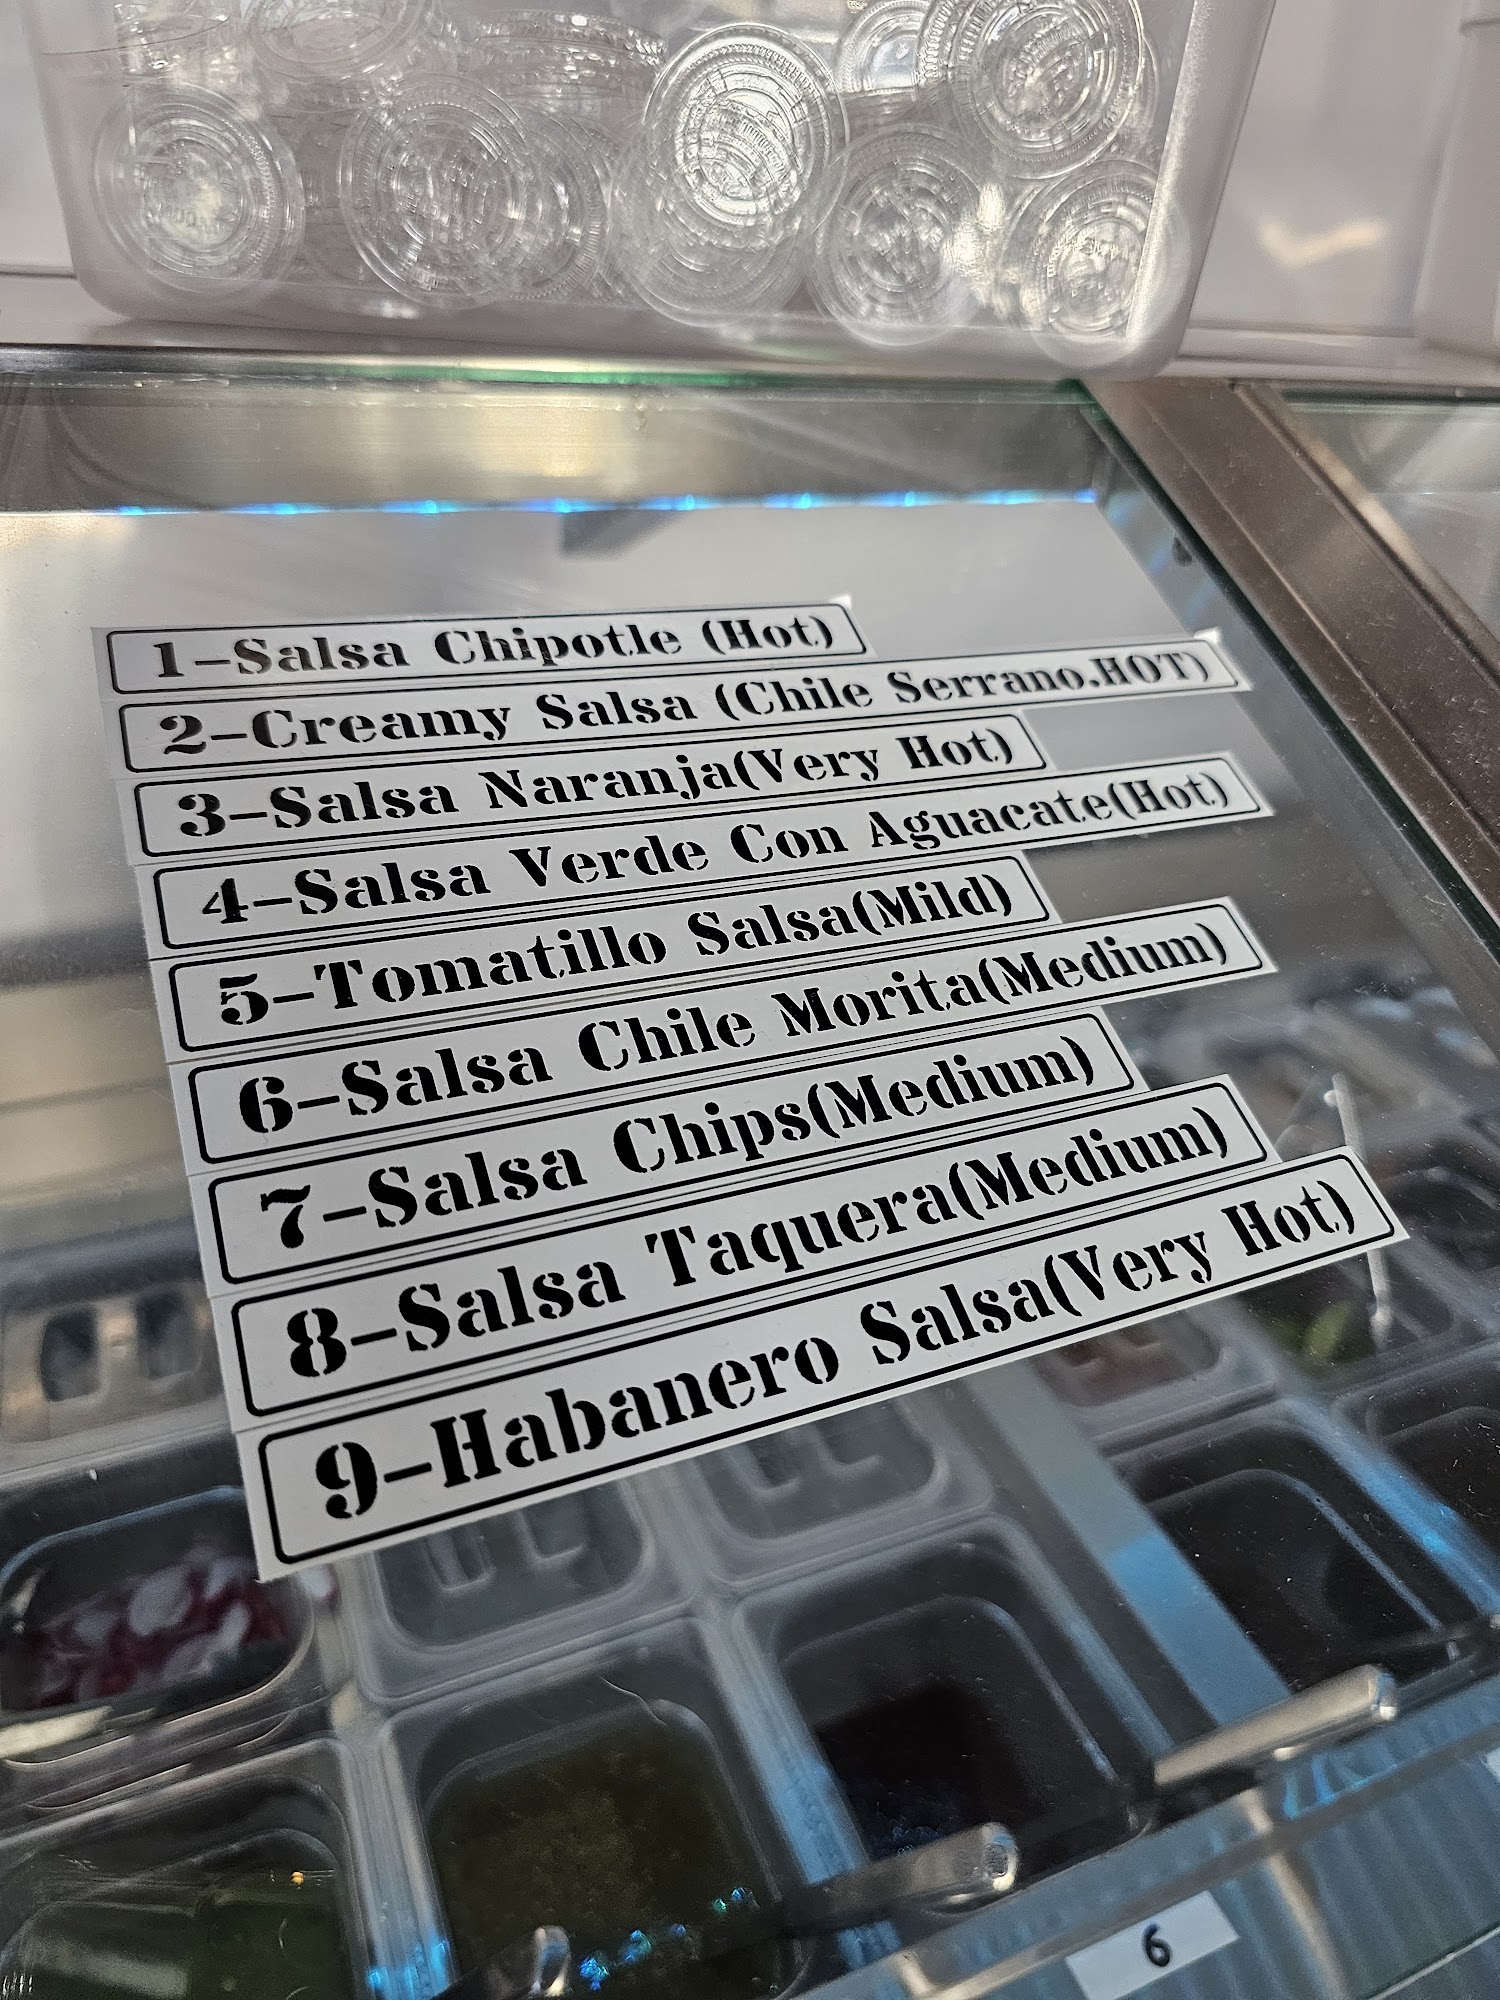 1-Salsa Chipotle (Hot)
2-Creamy Salsa (Chile Serrano.HOT)
3-Salsa Naranja(Very Hot)
4-Salsa Verde Con Aguacate(Hot)
5-Tomatillo Salsa(Mild)
6-Salsa Chile Morita(Medium)
7-Salsa Chips(Medium)
8-Salsa Taquera(Medium)
9-Habanero Salsa(Very Hot)
6